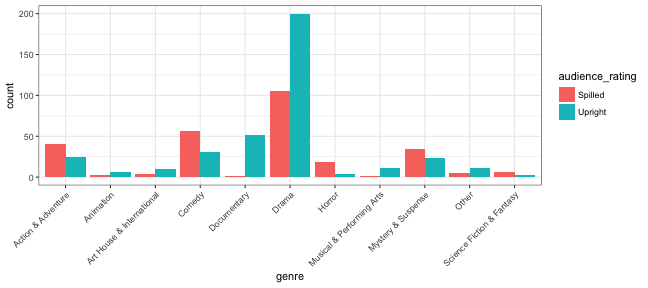 200
150
100
50
0
count
Action & Adventure
Animation
Art House & International
Comedy
Documentary
Drama
Horror
Musical & Performing Arts
Mystery & Suspense
Other
Science Fiction & Fantasy
genre
audience_rating
Spilled
Upright